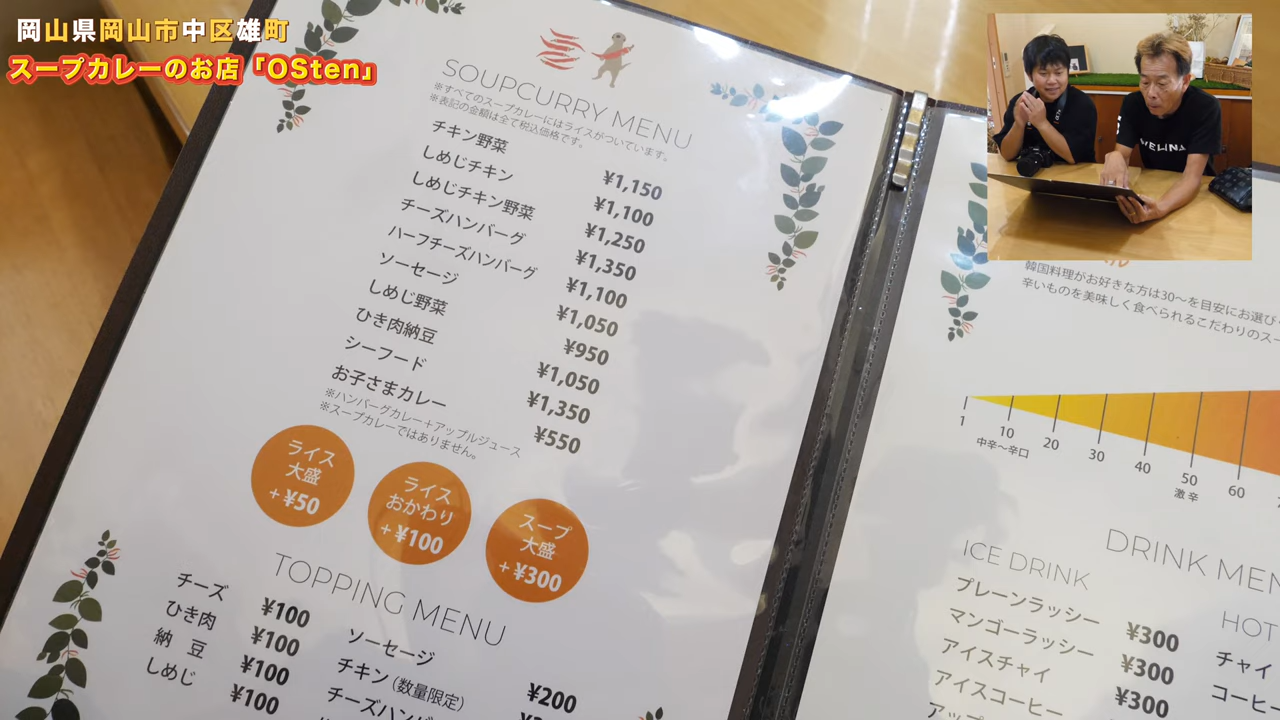 岡山県岡山市中区雄町
スープカレーのお店「OSten」
SOUPCURRY MENU
※すべてのスープカレーにはライスがついています。
※表記の金額は全て税込価格です。
チキン野菜 ¥1,150
しめじチキン ¥1,100
しめじチキン野菜 ¥1,250
チーズハンバーグ ¥1,350
ハーフチーズハンバーグ ¥1,100
ソーセージ ¥1,050
しめじ野菜 ¥950
ひき肉納豆 ¥1,050
シーフード ¥1,350
お子さまカレー ¥550
※ハンバーグカレー＋アップルジュース
※スープカレーではありません。
ライス
大盛
+¥50
ライス
おかわり
+¥100
スープ
大盛
+¥300
TOPPING MENU
チーズ ¥100
ひき肉 ¥100
納豆 ¥100
しめじ ¥100
ソーセージ ¥200
チキン(数量限定)
チーズハンバ
韓国料理がお好きな方は30〜を目安にお選び
辛いものを美味しく食べられるこだわりのスー
1 10 20 30 40 50 60
中辛〜辛口
激辛
DRINK MEN
ICE DRINK
プレーンラッシー ¥300
マンゴーラッシー ¥300
アイスチャイ ¥300
アイスコーヒー
アップ
HOT
チャイ
コーヒー